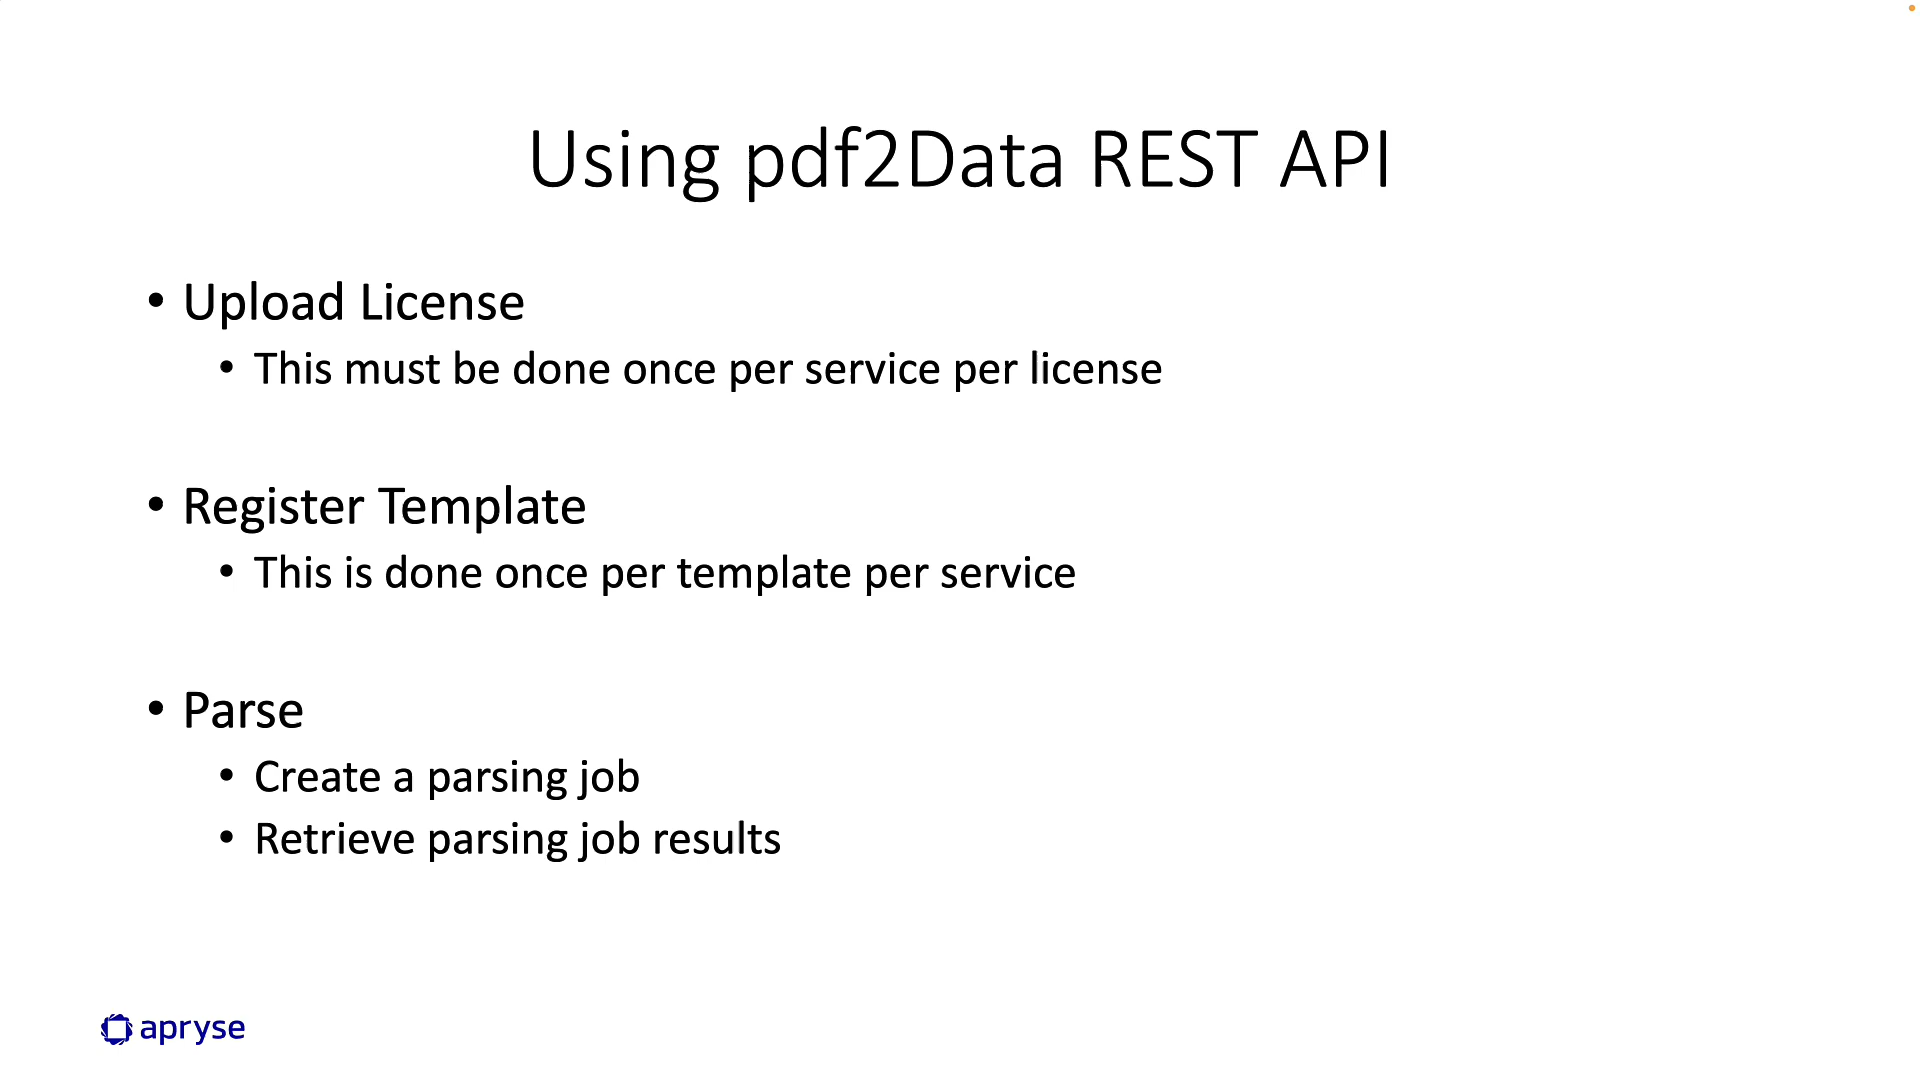 Using pdf2Data REST API
• Upload License
• This must be done once per service per license
• Register Template
• This is done once per template per service
• Parse
• Create a parsing job
• Retrieve parsing job results
apryse